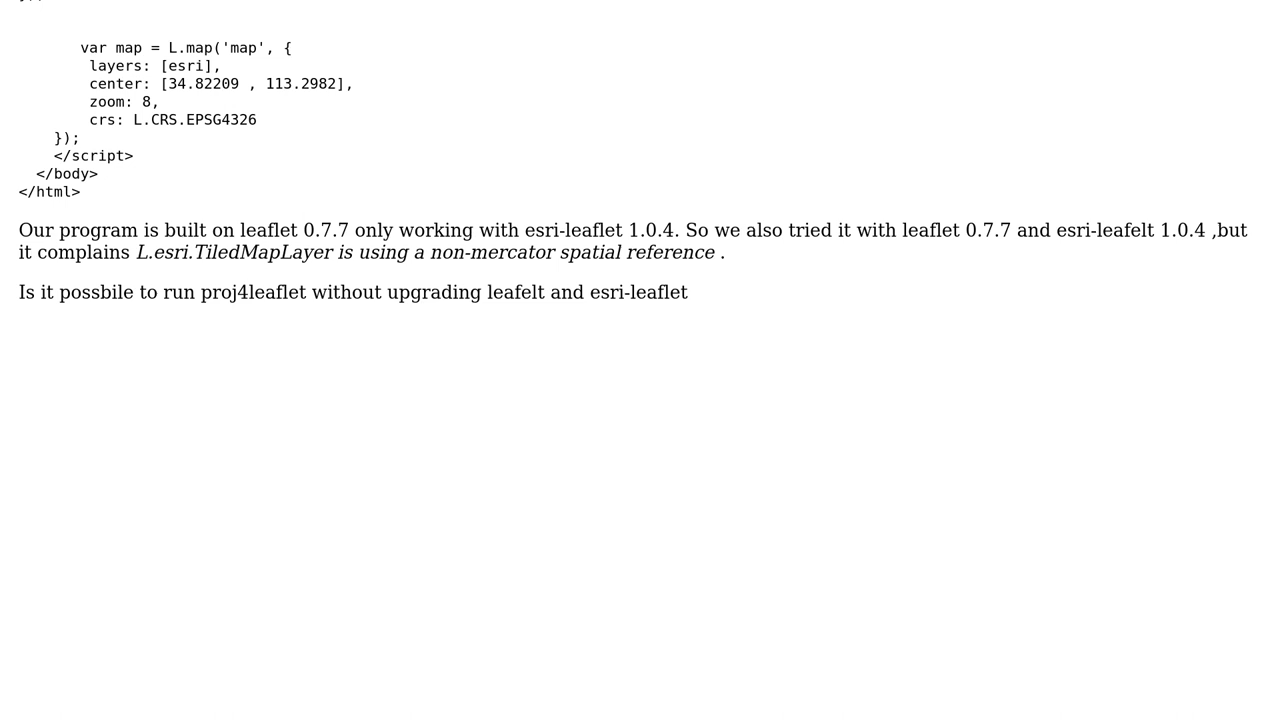 var map = L.map('map', {
layers: [esri],
center: [34.82209 , 113.2982],
zoom: 8,
crs: L.CRS.EPSG4326
});
</script>
</body>
</html>
Our program is built on leaflet 0.7.7 only working with esri-leaflet 1.0.4. So we also tried it with leaflet 0.7.7 and esri-leafelt 1.0.4 ,but
it complains L.esri.TiledMapLayer is using a non-mercator spatial reference .
Is it possbile to run proj4leaflet without upgrading leafelt and esri-leaflet